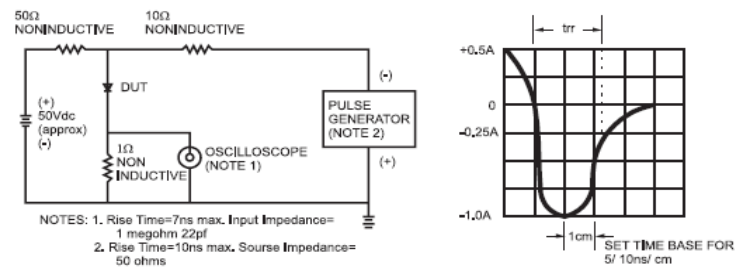 50Ω
NONINDUCTIVE
10Ω
NONINDUCTIVE
DUT
(+)
50Vdc
(approx)
(-)
1Ω
NON
INDUCTIVE
OSCILLOSCOPE
(NOTE 1)
(-)
PULSE
GENERATOR
(NOTE 2)
(+)
NOTES: 1. Rise Time=7ns max. Input Impedance=
1 megohm 22pf
2. Rise Time=10ns max. Sourse Impedance=
50 ohms
trr
+0.5A
0
-0.25A
-1.0A
1cm
SET TIME BASE FOR
5/ 10ns/ cm